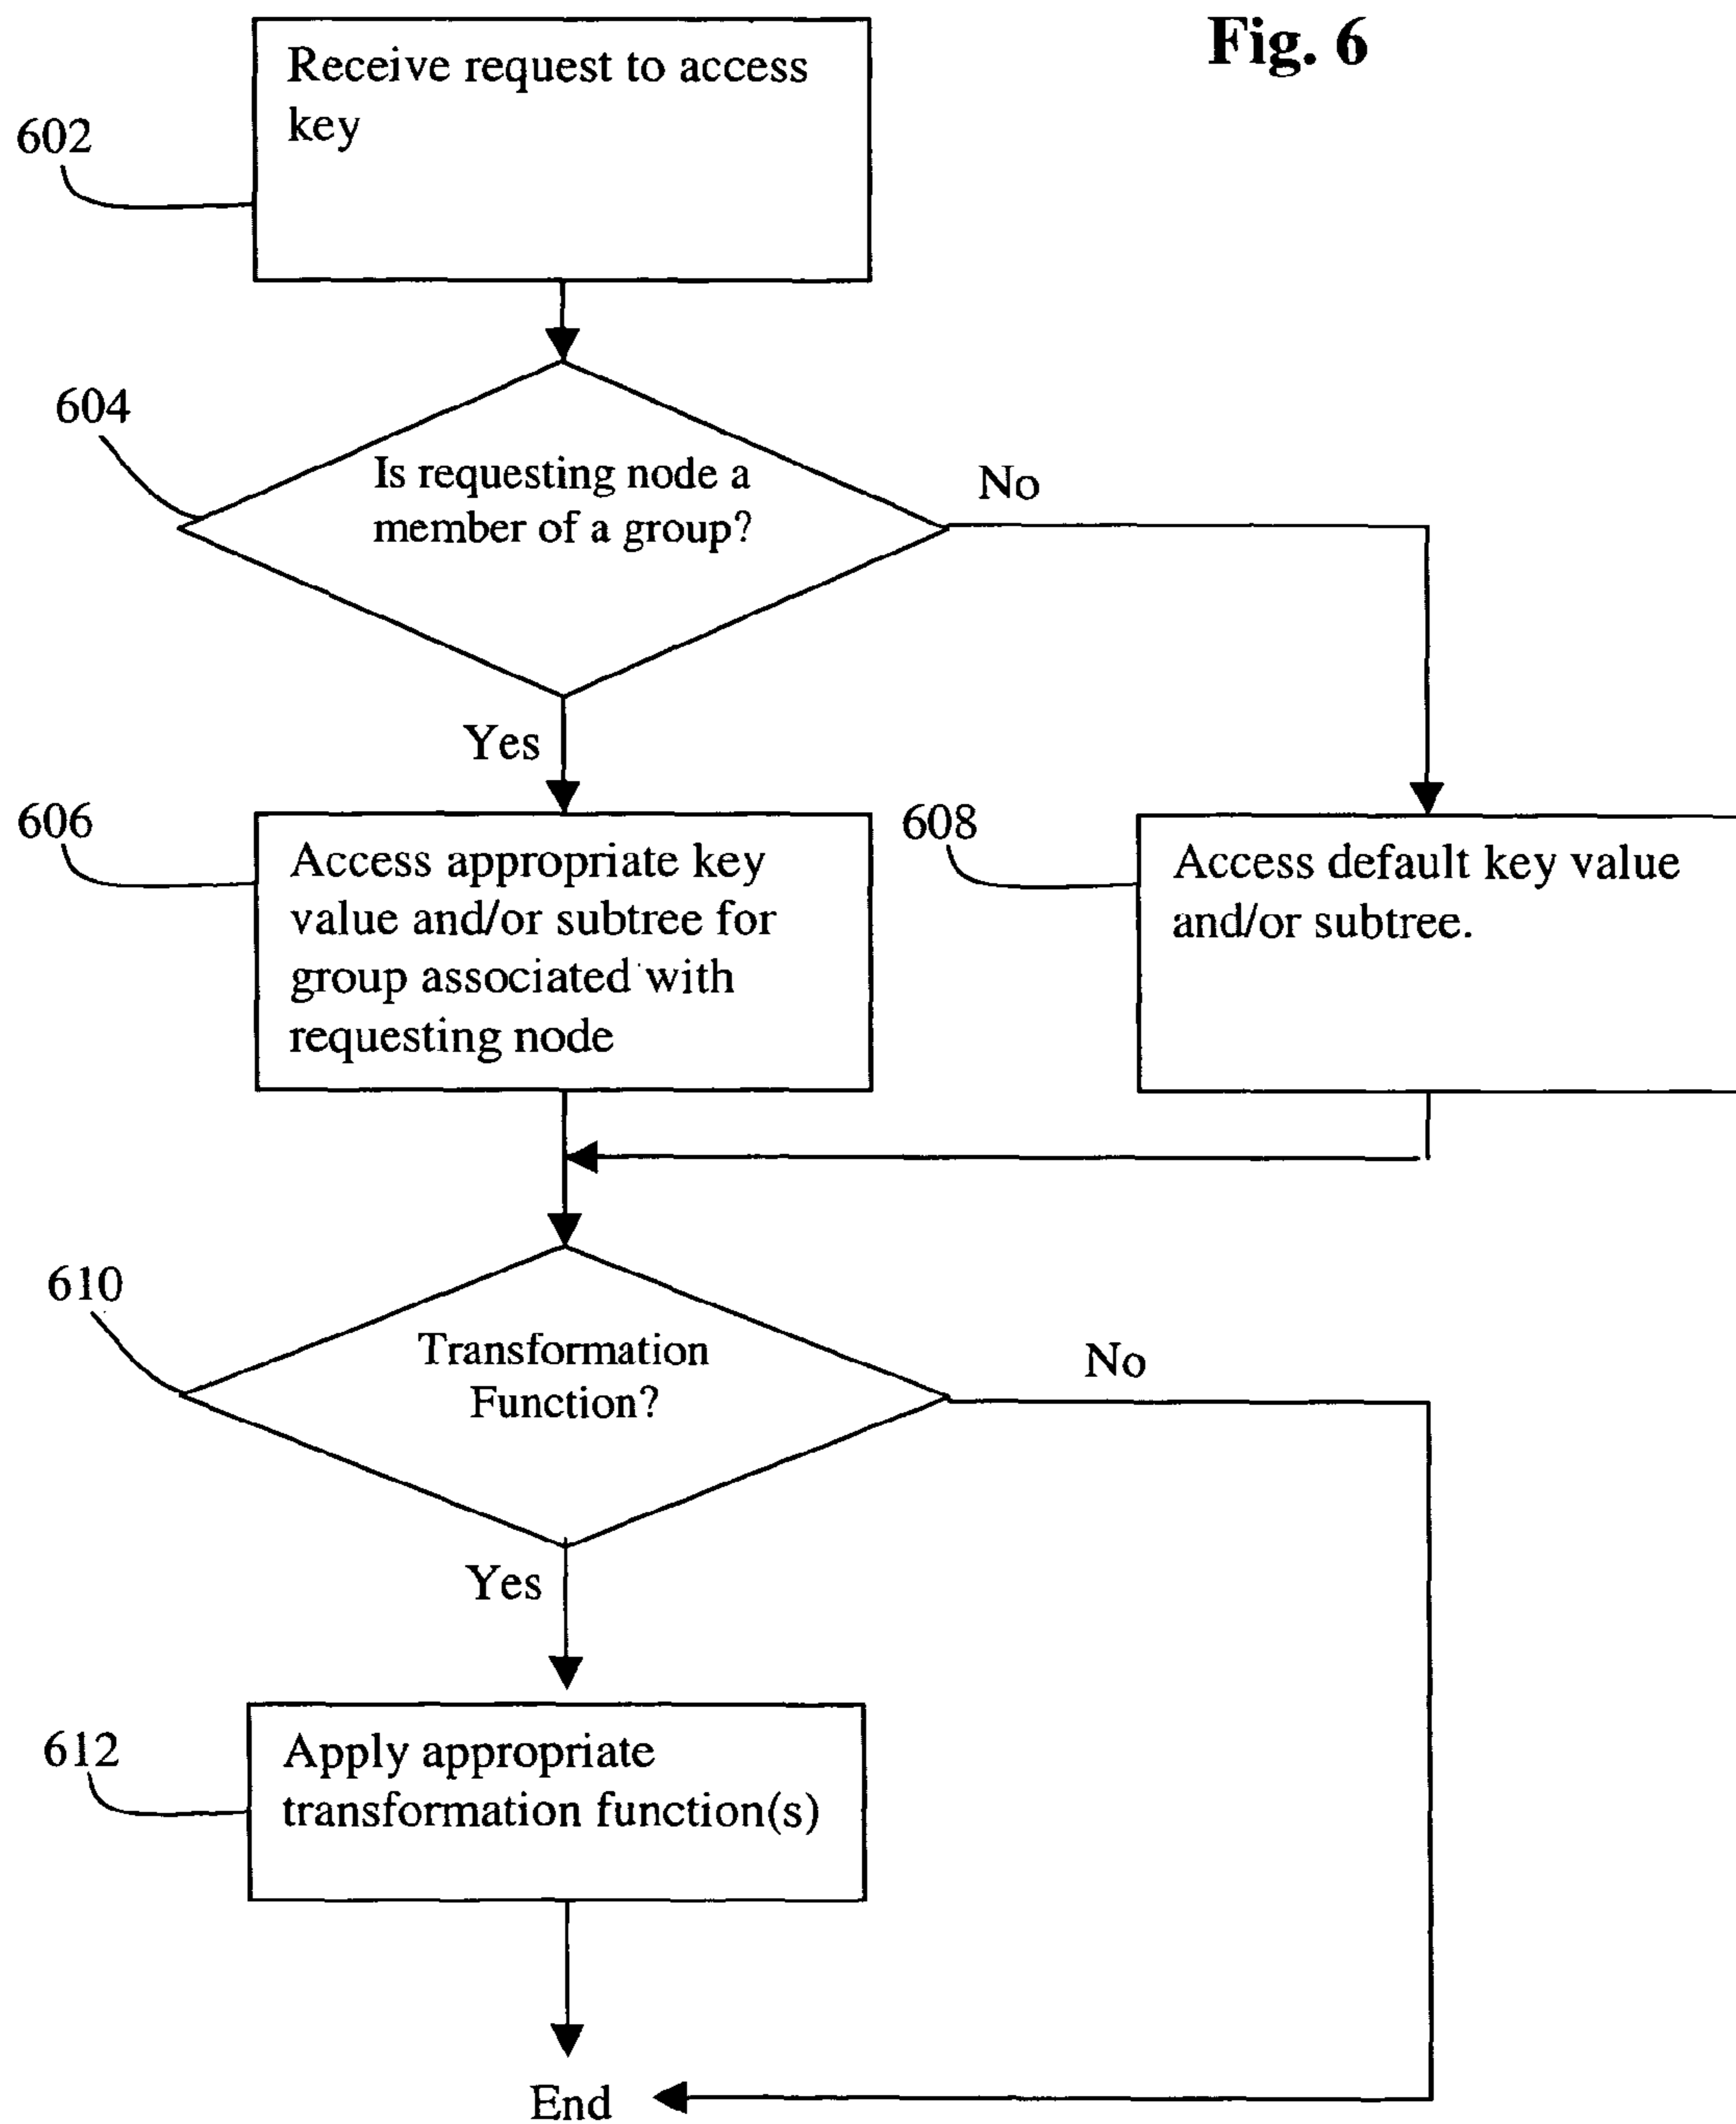 Fig. 6
Receive request to access
key
602
604
Is requesting node a
member of a group?
No
Yes
606
Access appropriate key
value and/or subtree for
group associated with
requesting node
608
Access default key value
and/or subtree.
610
Transformation
Function?
No
Yes
612
Apply appropriate
transformation function(s)
End